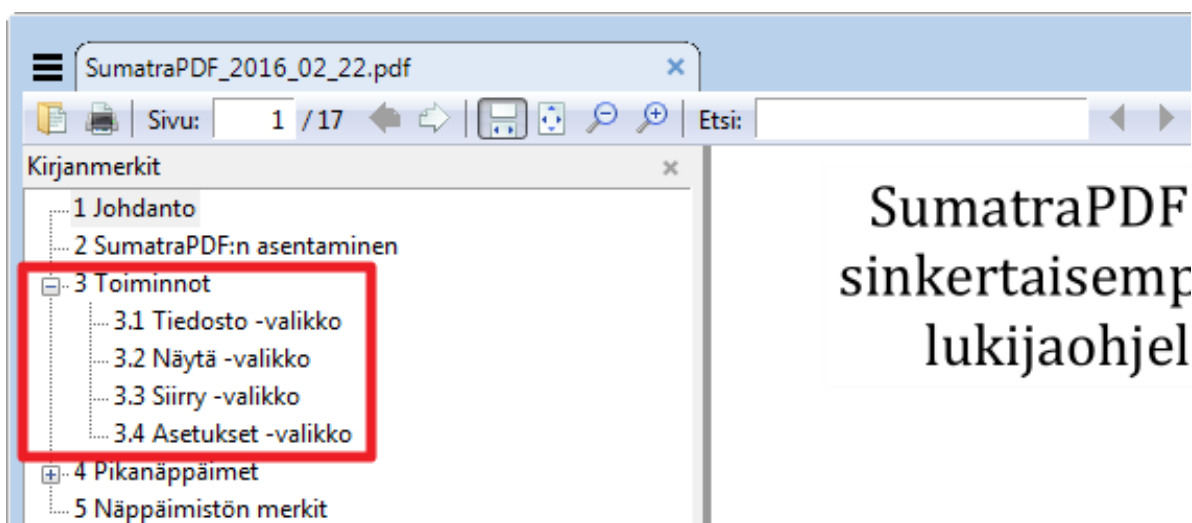 SumatraPDF_2016_02_22.pdf
Sivu: 1 / 17 Etsi:
Kirjanmerkit
1 Johdanto
2 SumatraPDF:n asentaminen
3 Toiminnot
3.1 Tiedosto -valikko
3.2 Näytä -valikko
3.3 Siirry -valikko
3.4 Asetukset -valikko
4 Pikanäppäimet
5 Näppäimistön merkit
SumatraPDF
sinkertaisemp
lukijaohjel